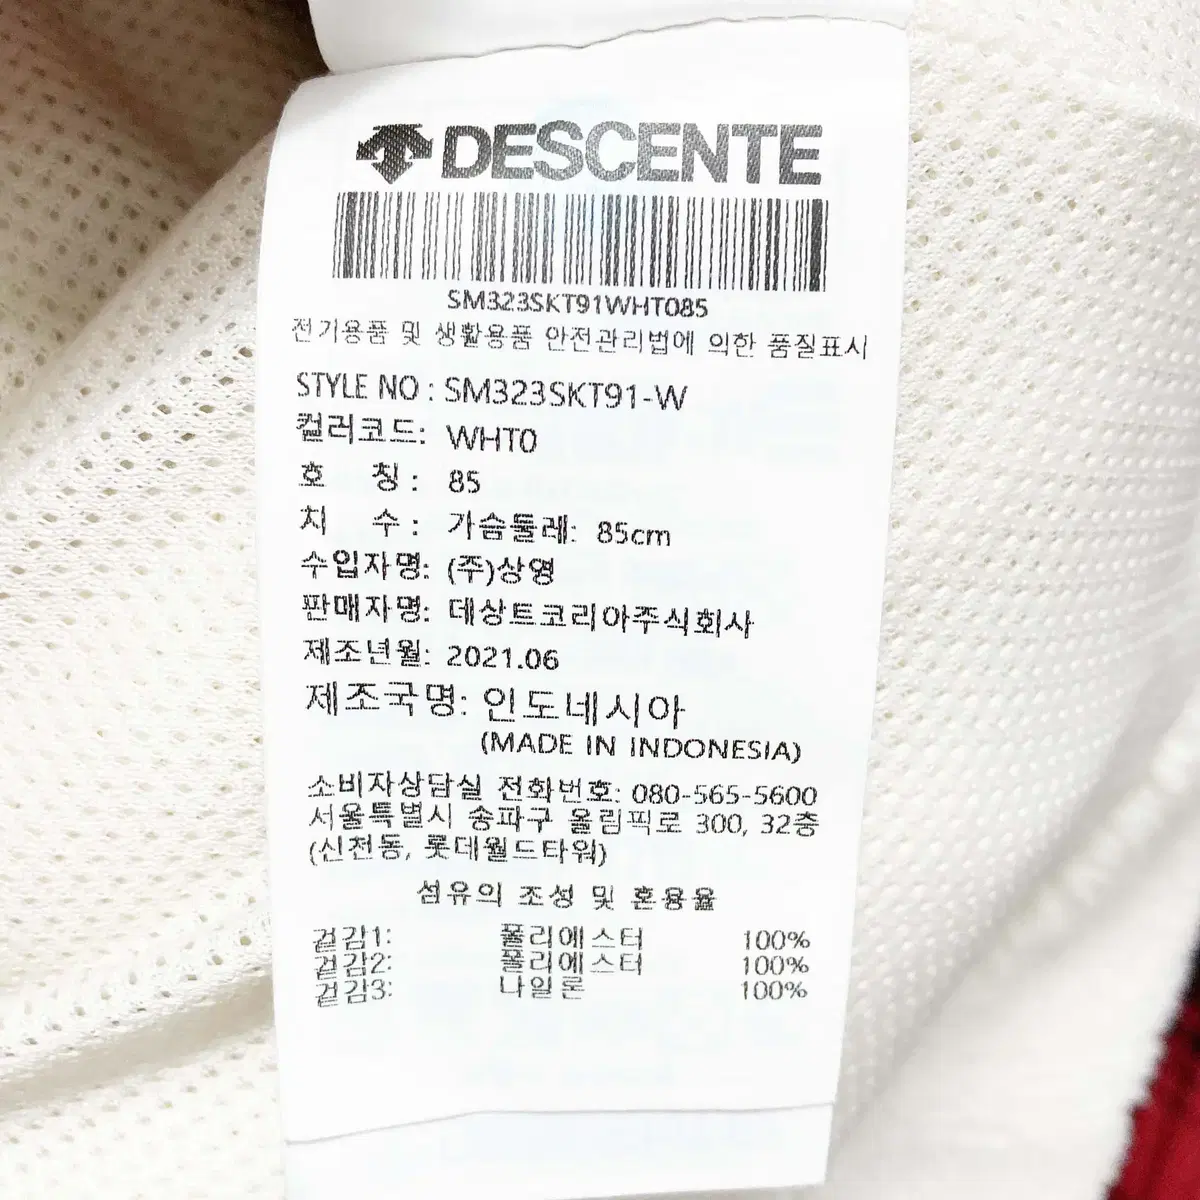 DESCENTE
SM323SKT91WHT085
전기용품 및 생활용품 안전관리법에 의한 품질표시
STYLE NO : SM323SKT91-W
컬러코드: WHT0
호 칭 : 85
치 수 : 가슴둘레: 85cm
수입자명: (주)상영
판매자명: 데상트코리아주식회사
제조년월: 2021.06
제조국명: 인도네시아
(MADE IN INDONESIA)
소비자상담실 전화번호: 080-565-5600
서울특별시 송파구 올림픽로 300, 32층
(신천동, 롯데월드타워)
섬유의 조성 및 혼용율
겉감1: 폴리에스터 100%
겉감2: 폴리에스터 100%
겉감3: 나일론 100%